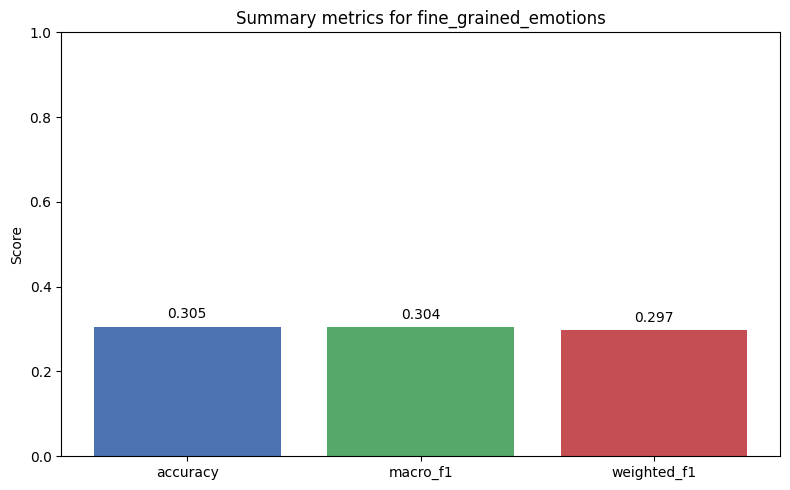 Summary metrics for fine_grained_emotions
1.0
0.8
0.6
0.4
0.2
0.0
Score
0.305
0.304
0.297
accuracy
macro_f1
weighted_f1